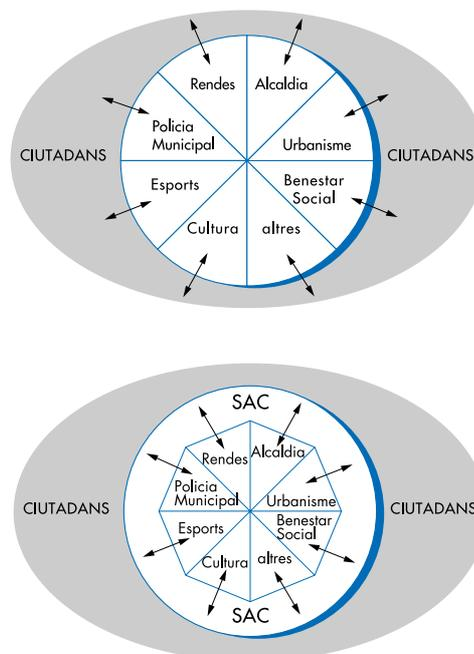 Rendes
Alcaldia
CIUTADANS
Policia
Municipal
Urbanisme
CIUTADANS
Esports
Benestar
Social
Cultura
altres
SAC
Rendes
Alcaldia
CIUTADANS
Policia
Municipal
Urbanisme
CIUTADANS
Esports
Benestar
Social
Cultura
altres
SAC